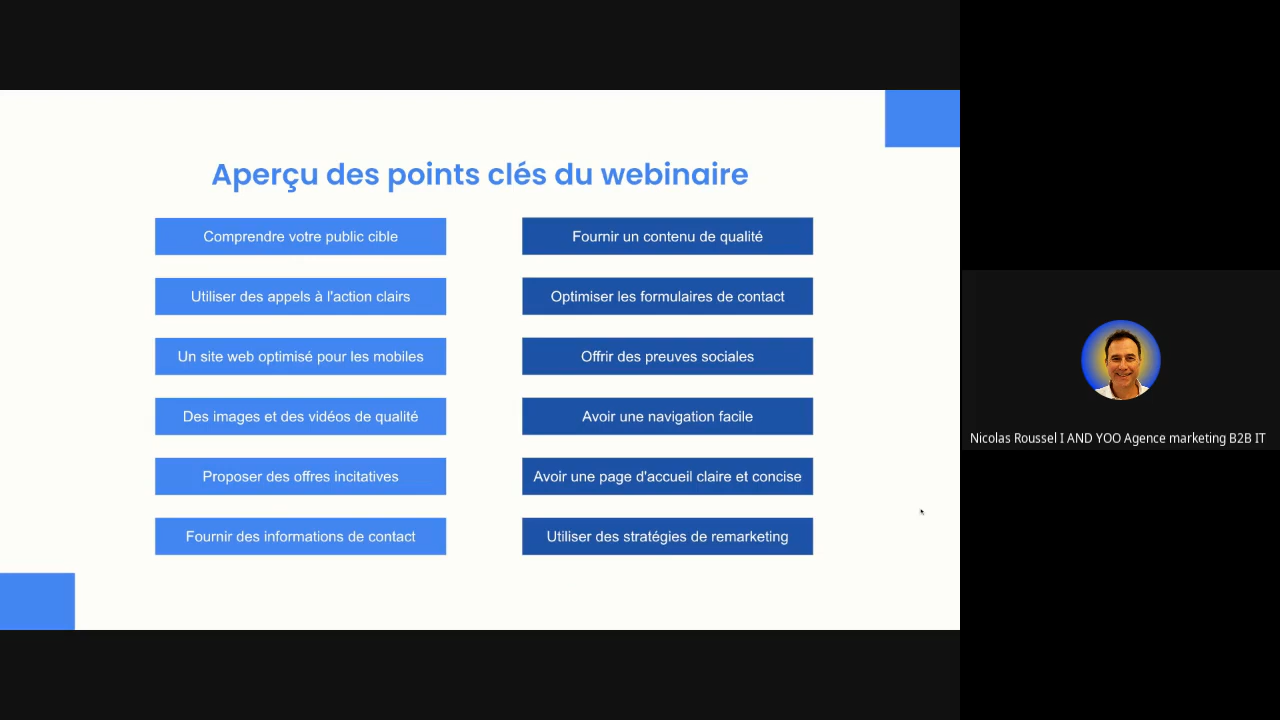 Aperçu des points clés du webinaire
Comprendre votre public cible
Utiliser des appels à l'action clairs
Un site web optimisé pour les mobiles
Des images et des vidéos de qualité
Proposer des offres incitatives
Fournir des informations de contact
Fournir un contenu de qualité
Optimiser les formulaires de contact
Offrir des preuves sociales
Avoir une navigation facile
Avoir une page d'accueil claire et concise
Utiliser des stratégies de remarketing
Nicolas Roussel I AND YOO Agence marketing B2B IT